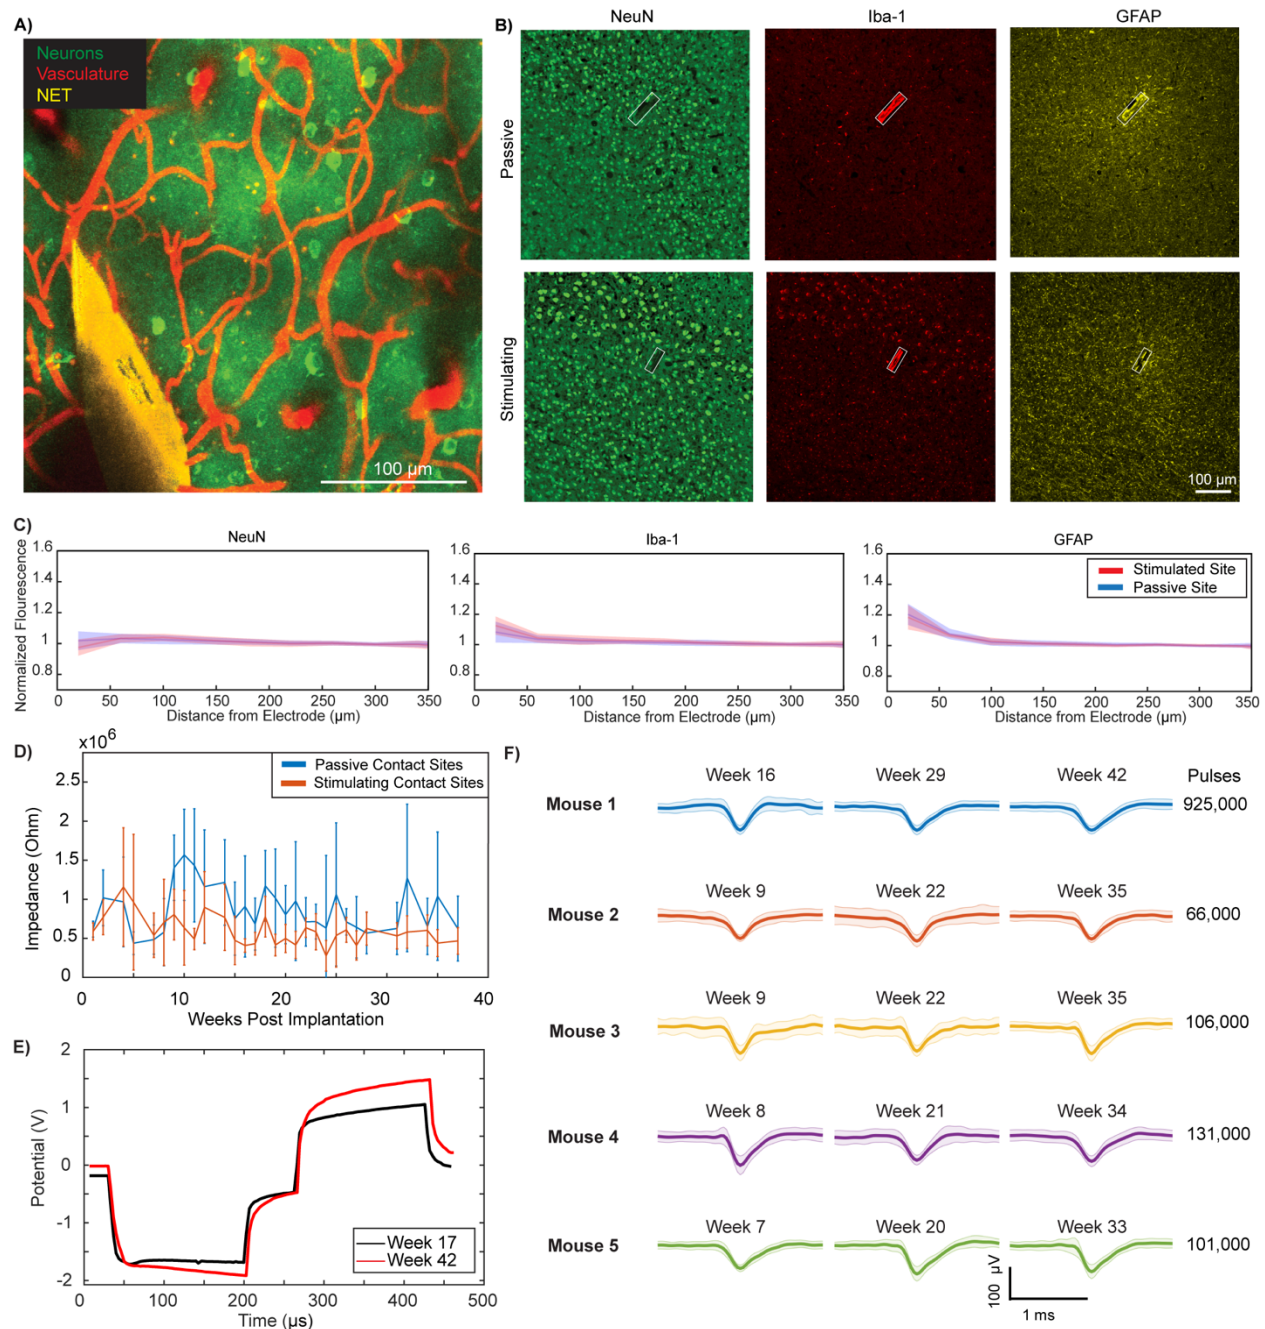 A)
Neurons
Vasculature
NET
100 µm
B)
NeuN
Iba-1
GFAP
Passive
Stimulating
100 µm
C)
NeuN
Iba-1
GFAP
Normalized Flourescence
1.6
1.4
1.2
1
0.8
0 50 100 150 200 250 300 350
Distance from Electrode (µm)
1.6
1.4
1.2
1
0.8
0 50 100 150 200 250 300 350
Distance from Electrode (µm)
1.6
1.4
1.2
1
0.8
0 50 100 150 200 250 300 350
Distance from Electrode (µm)
Stimulated Site
Passive Site
D)
×10⁶
Impedance (Ohm)
2.5
2
1.5
1
0.5
0
0 10 20 30 40
Weeks Post Implantation
Passive Contact Sites
Stimulating Contact Sites
E)
Potential (V)
2
1
0
-1
-2
0 100 200 300 400 500
Time (µs)
Week 17
Week 42
F)
Week 16 Week 29 Week 42 Pulses
Mouse 1 925,000
Week 9 Week 22 Week 35
Mouse 2 66,000
Week 9 Week 22 Week 35
Mouse 3 106,000
Week 8 Week 21 Week 34
Mouse 4 131,000
Week 7 Week 20 Week 33
Mouse 5 101,000
100 µV
1 ms